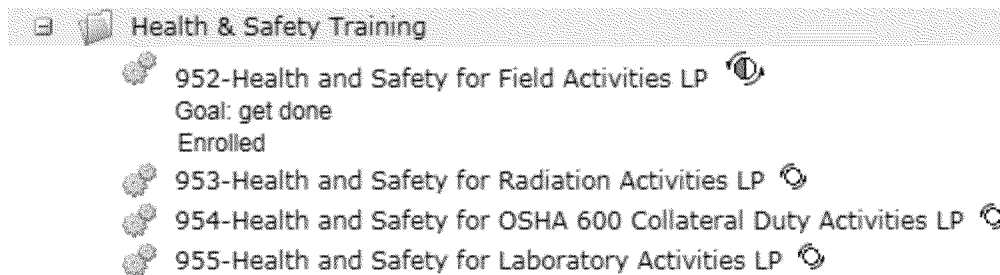 Health & Safety Training
952-Health and Safety for Field Activities LP
Goal: get done
Enrolled
953-Health and Safety for Radiation Activities LP
954-Health and Safety for OSHA 600 Collateral Duty Activities LP
955-Health and Safety for Laboratory Activities LP